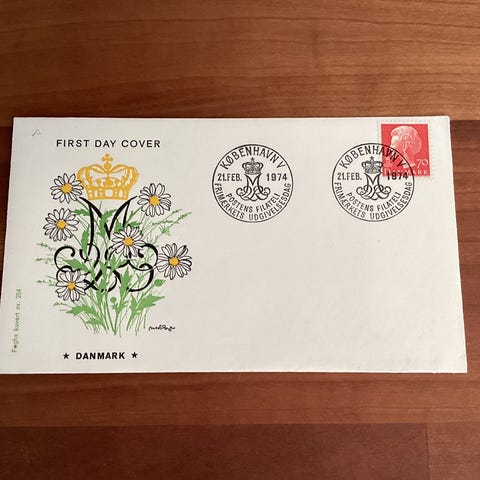 FIRST DAY COVER
★ DANMARK ★
KØBENHAVN V
21.FEB. 1974
POSTENS FILATELI
FRIMÆRKETS UDGIVELSESDAG
KØBENHAVN V
21.FEB. 1974
POSTENS FILATELI
FRIMÆRKETS UDGIVELSESDAG
70
DANMARK